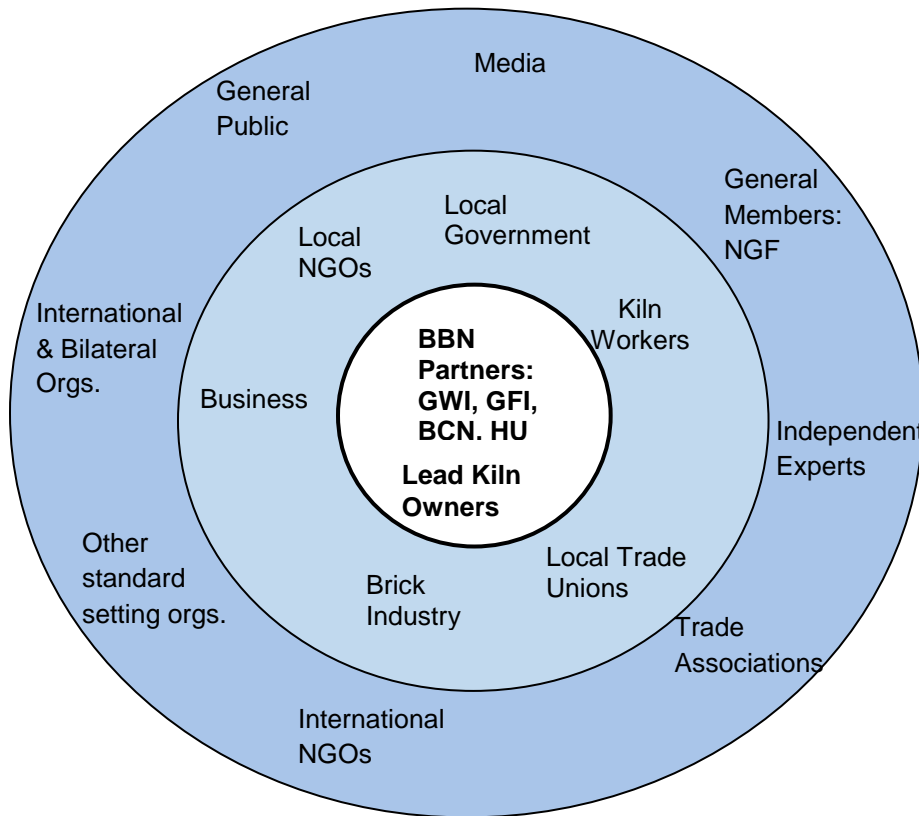 Media
General
Public
General
Members:
NGF
Local
Government
Local
NGOs
International
& Bilateral
Orgs.
Kiln
Workers
BBN
Partners:
GWI, GFI,
BCN. HU
Lead Kiln
Owners
Business
Independent
Experts
Other
standard
setting orgs.
Local Trade
Unions
Brick
Industry
Trade
Associations
International
NGOs